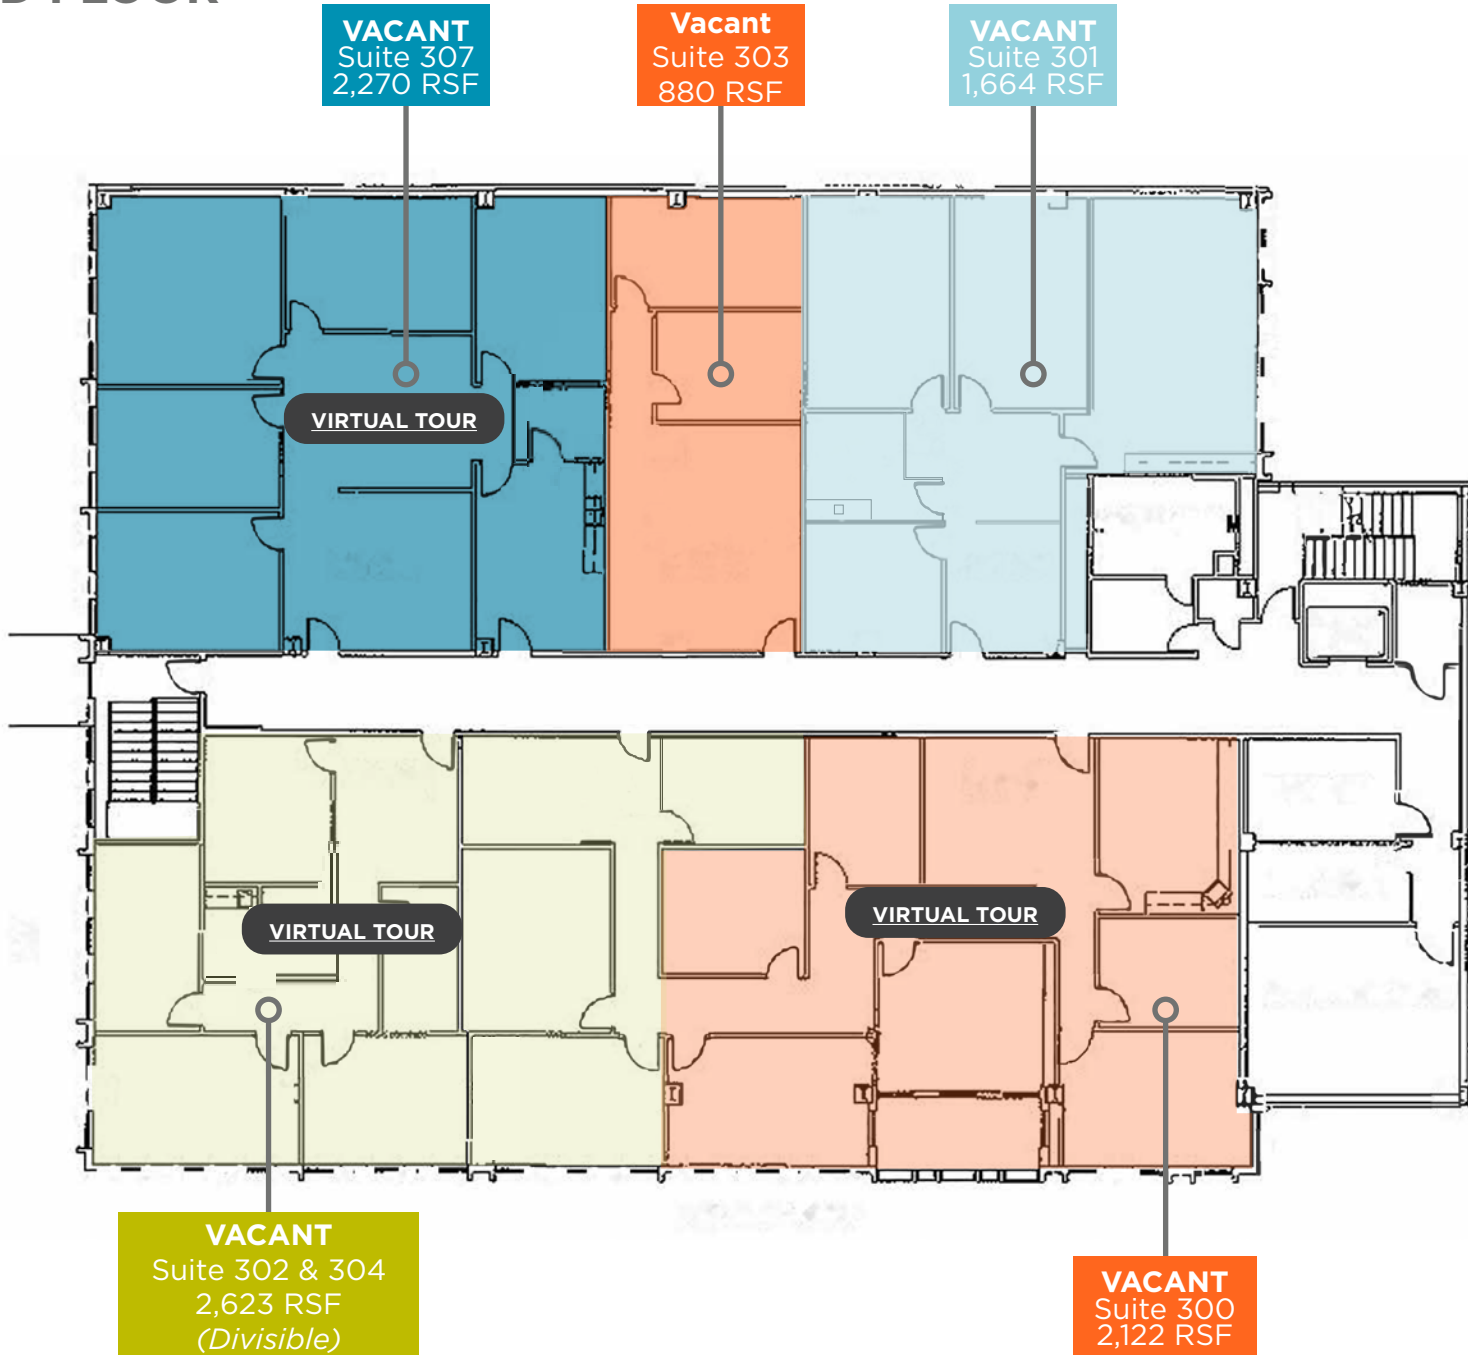 D FLOOR
VACANT
Suite 307
2,270 RSF
Vacant
Suite 303
880 RSF
VACANT
Suite 301
1,664 RSF
VIRTUAL TOUR
VIRTUAL TOUR
VIRTUAL TOUR
VACANT
Suite 302 & 304
2,623 RSF
(Divisible)
VACANT
Suite 300
2,122 RSF